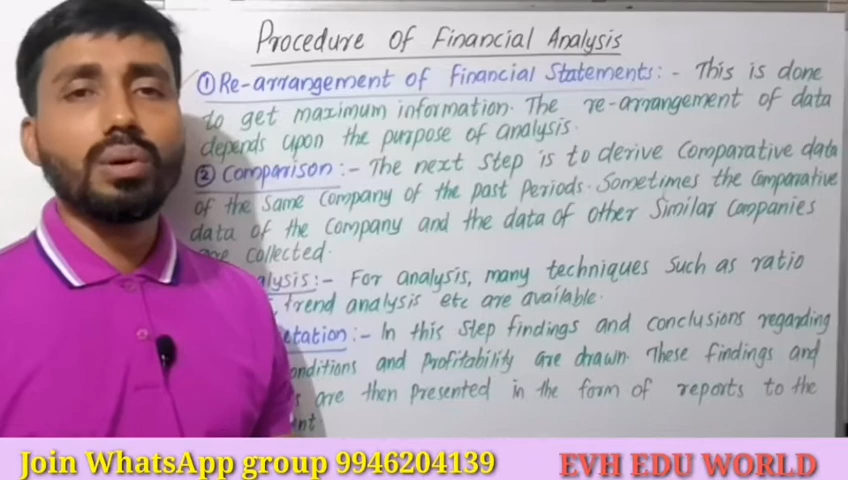 Procedure of Financial Analysis
① Re-arrangement of Financial Statements: - This is done
to get maximum information. The re-arrangement of data
depends upon the purpose of analysis.
② Comparison :- The next step is to derive comparative data
of the same company of the past periods. Sometimes the comparative
data of the company and the data of other similar companies
are collected.
alysis :- For analysis, many techniques such as ratio
, trend analysis etc are available.
etation :- In this step findings and conclusions regarding
onditions and profitability are drawn. These findings and
s are then presented in the form of reports to the
ent
Join WhatsApp group 9946204139
EVH EDU WORLD